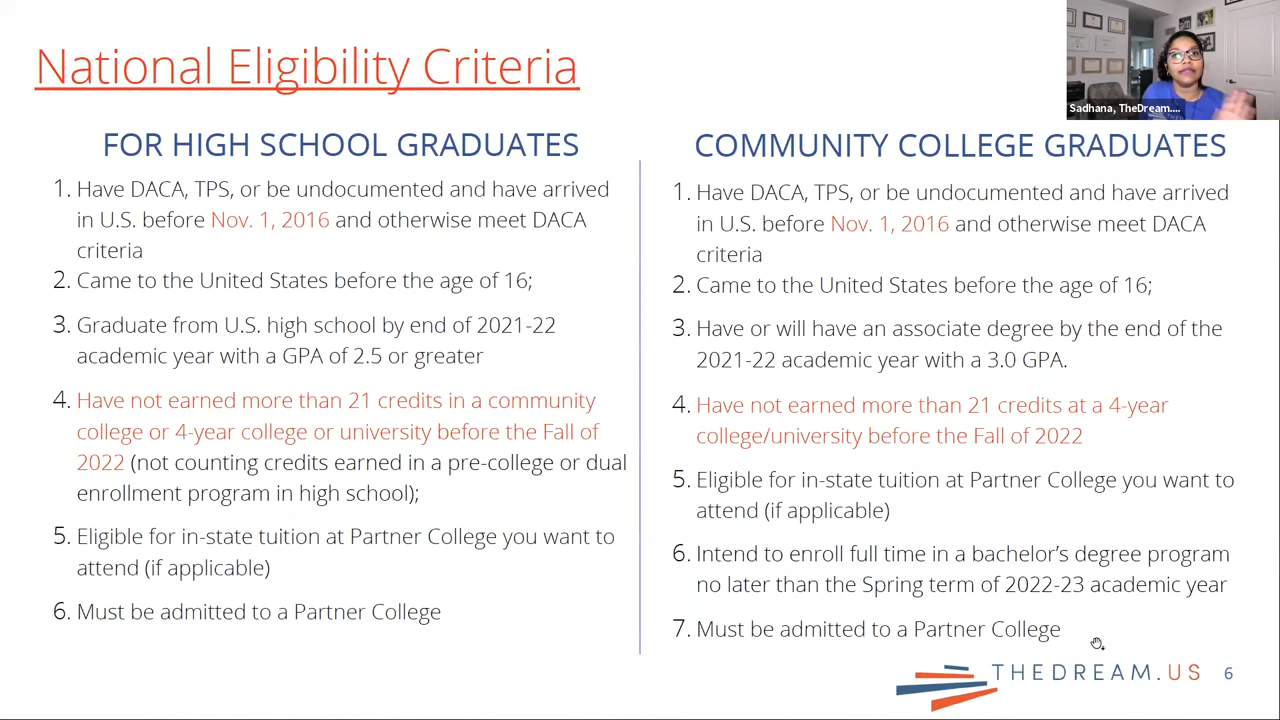 National Eligibility Criteria
Sadhana, TheDream....
FOR HIGH SCHOOL GRADUATES
1. Have DACA, TPS, or be undocumented and have arrived
in U.S. before Nov. 1, 2016 and otherwise meet DACA
criteria
2. Came to the United States before the age of 16;
3. Graduate from U.S. high school by end of 2021-22
academic year with a GPA of 2.5 or greater
4. Have not earned more than 21 credits in a community
college or 4-year college or university before the Fall of
2022 (not counting credits earned in a pre-college or dual
enrollment program in high school);
5. Eligible for in-state tuition at Partner College you want to
attend (if applicable)
6. Must be admitted to a Partner College
COMMUNITY COLLEGE GRADUATES
1. Have DACA, TPS, or be undocumented and have arrived
in U.S. before Nov. 1, 2016 and otherwise meet DACA
criteria
2. Came to the United States before the age of 16;
3. Have or will have an associate degree by the end of the
2021-22 academic year with a 3.0 GPA.
4. Have not earned more than 21 credits at a 4-year
college/university before the Fall of 2022
5. Eligible for in-state tuition at Partner College you want to
attend (if applicable)
6. Intend to enroll full time in a bachelor’s degree program
no later than the Spring term of 2022-23 academic year
7. Must be admitted to a Partner College
THEDREAM.US 6